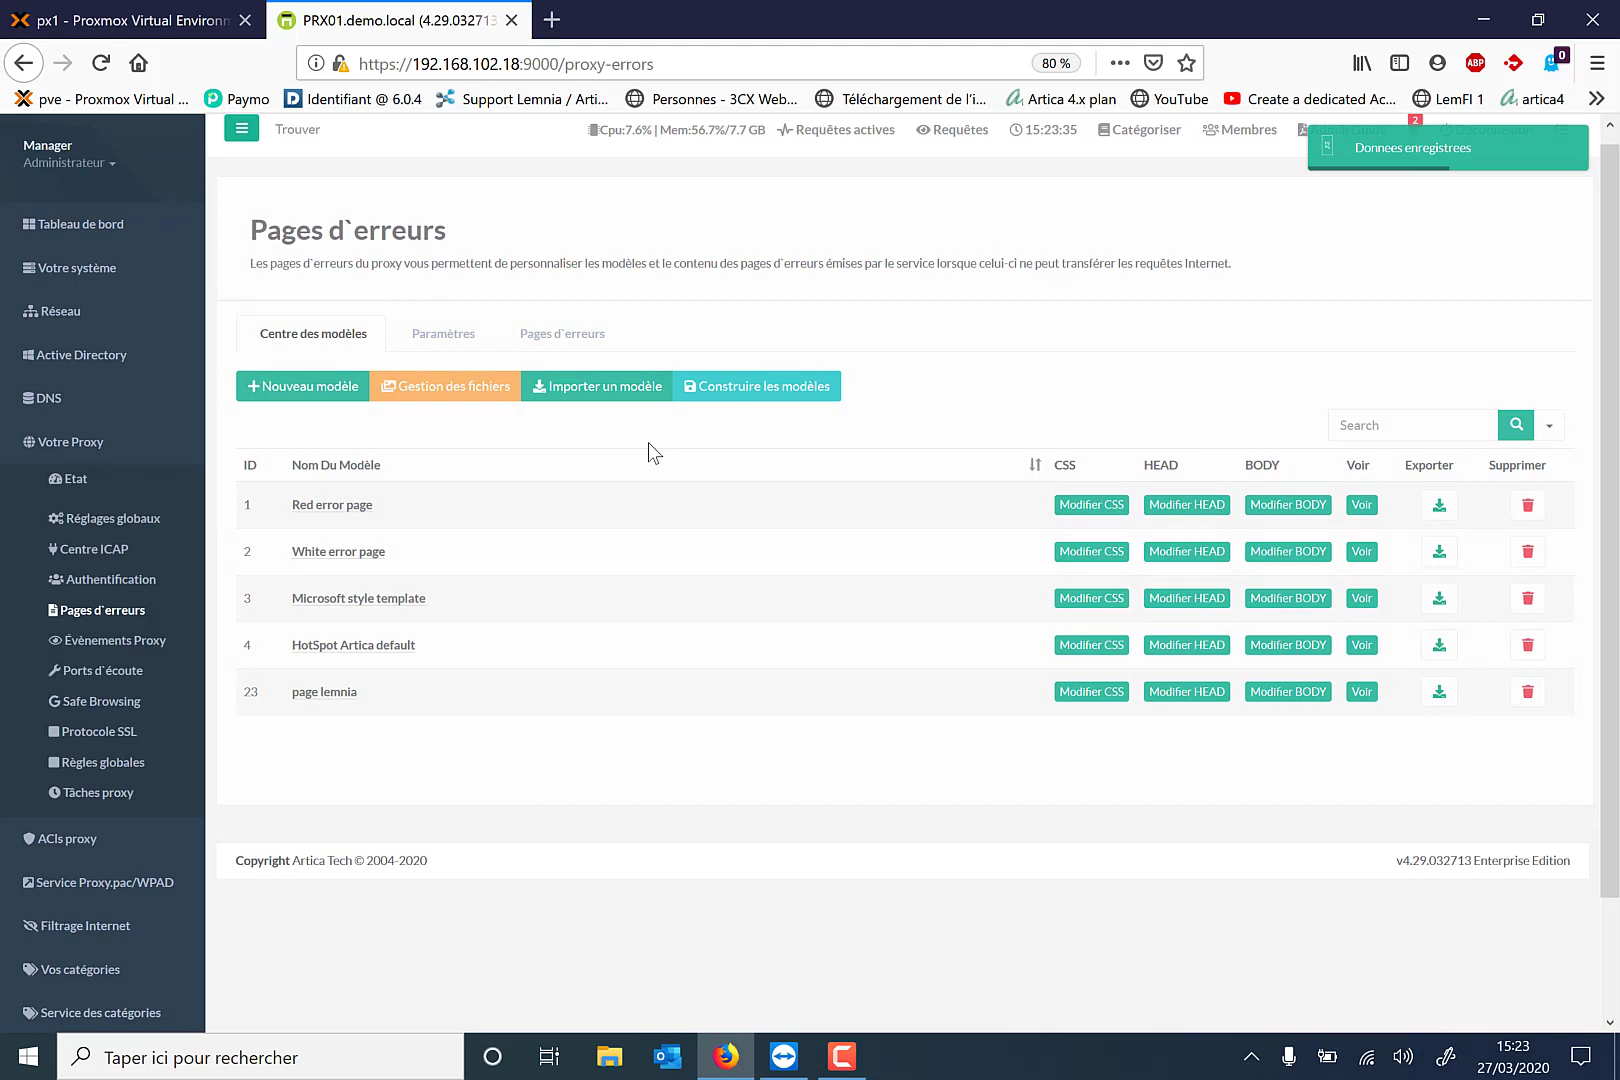 px1 - Proxmox Virtual Environm
PRX01.demo.local (4.29.032713
https://192.168.102.18:9000/proxy-errors
80 %
ABP
0
pve - Proxmox Virtual ...
Paymo
Identifiant @ 6.0.4
Support Lemnia / Arti...
Personnes - 3CX Web...
Téléchargement de l'i...
Artica 4.x plan
YouTube
Create a dedicated Ac...
LemFI 1
artica4
Manager
Administrateur
Trouver
Cpu:7.6% | Mem:56.7%/7.7 GB
Requêtes actives
Requêtes
15:23:35
Catégoriser
Membres
2
Donnees enregistrees
Tableau de bord
Votre système
Réseau
Active Directory
DNS
Votre Proxy
Etat
Réglages globaux
Centre ICAP
Authentification
Pages d`erreurs
Évènements Proxy
Ports d`écoute
Safe Browsing
Protocole SSL
Règles globales
Tâches proxy
ACls proxy
Service Proxy.pac/WPAD
Filtrage Internet
Vos catégories
Service des catégories
Pages d`erreurs
Les pages d`erreurs du proxy vous permettent de personnaliser les modèles et le contenu des pages d`erreurs émises par le service lorsque celui-ci ne peut transférer les requêtes Internet.
Centre des modèles
Paramètres
Pages d`erreurs
Nouveau modèle
Gestion des fichiers
Importer un modèle
Construire les modèles
Search
ID Nom Du Modèle CSS HEAD BODY Voir Exporter Supprimer
1 Red error page Modifier CSS Modifier HEAD Modifier BODY Voir
2 White error page Modifier CSS Modifier HEAD Modifier BODY Voir
3 Microsoft style template Modifier CSS Modifier HEAD Modifier BODY Voir
4 HotSpot Artica default Modifier CSS Modifier HEAD Modifier BODY Voir
23 page lemnia Modifier CSS Modifier HEAD Modifier BODY Voir
Copyright Artica Tech © 2004-2020
v4.29.032713 Enterprise Edition
Taper ici pour rechercher
15:23
27/03/2020